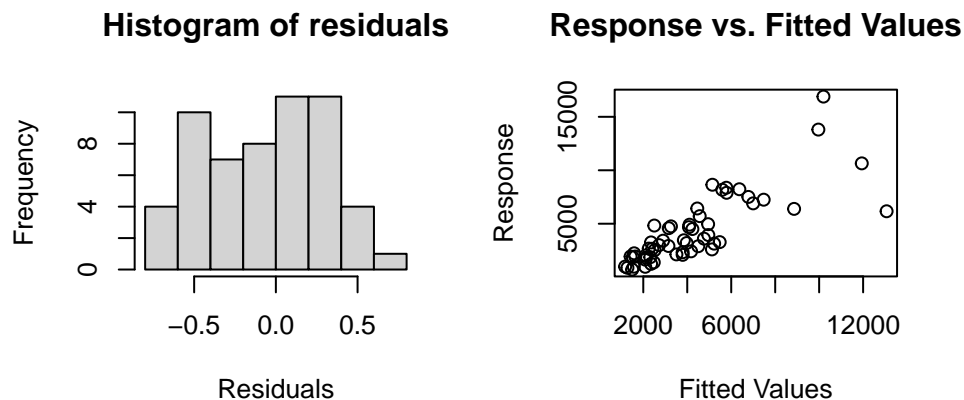 Histogram of residuals
Frequency
0
4
8
−0.5
0.0
0.5
Residuals
Response vs. Fitted Values
Response
5000
15000
2000
6000
12000
Fitted Values